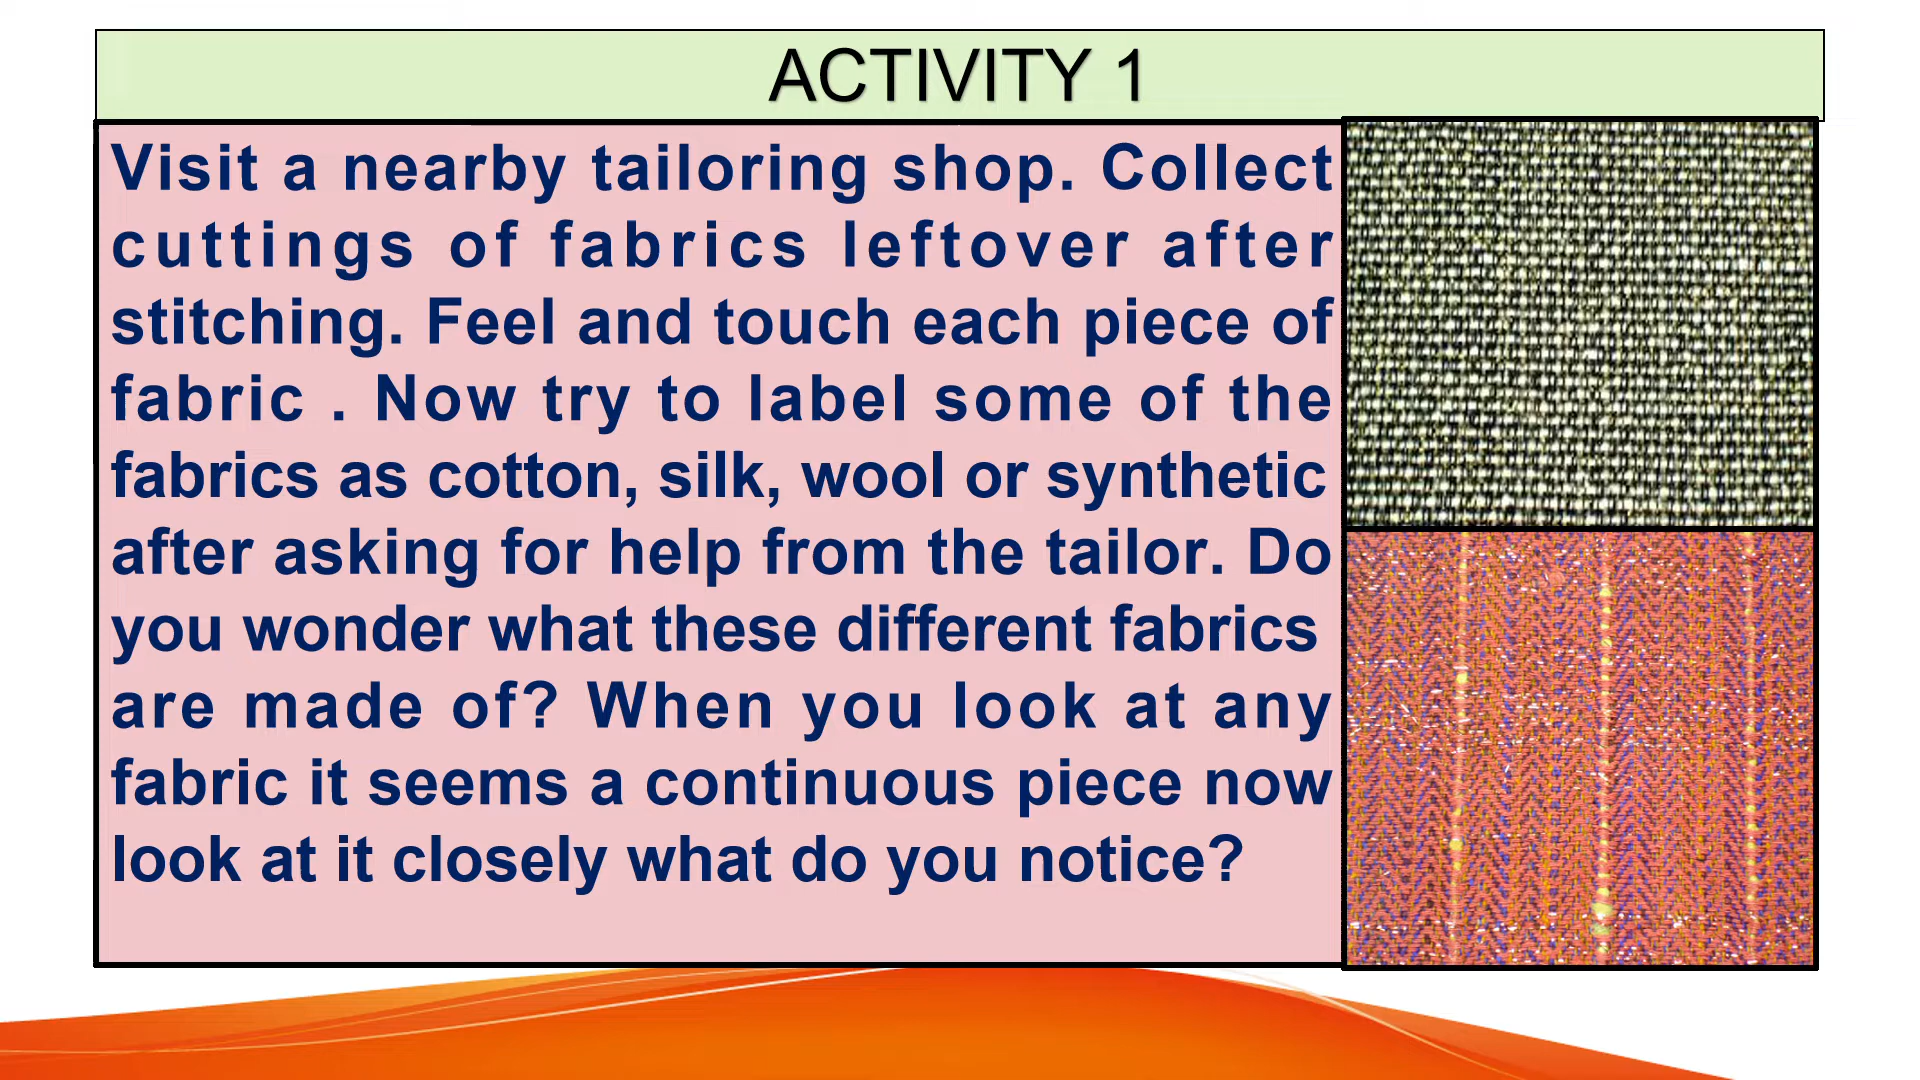 ACTIVITY 1
Visit a nearby tailoring shop. Collect
cuttings of fabrics leftover after
stitching. Feel and touch each piece of
fabric . Now try to label some of the
fabrics as cotton, silk, wool or synthetic
after asking for help from the tailor. Do
you wonder what these different fabrics
are made of? When you look at any
fabric it seems a continuous piece now
look at it closely what do you notice?